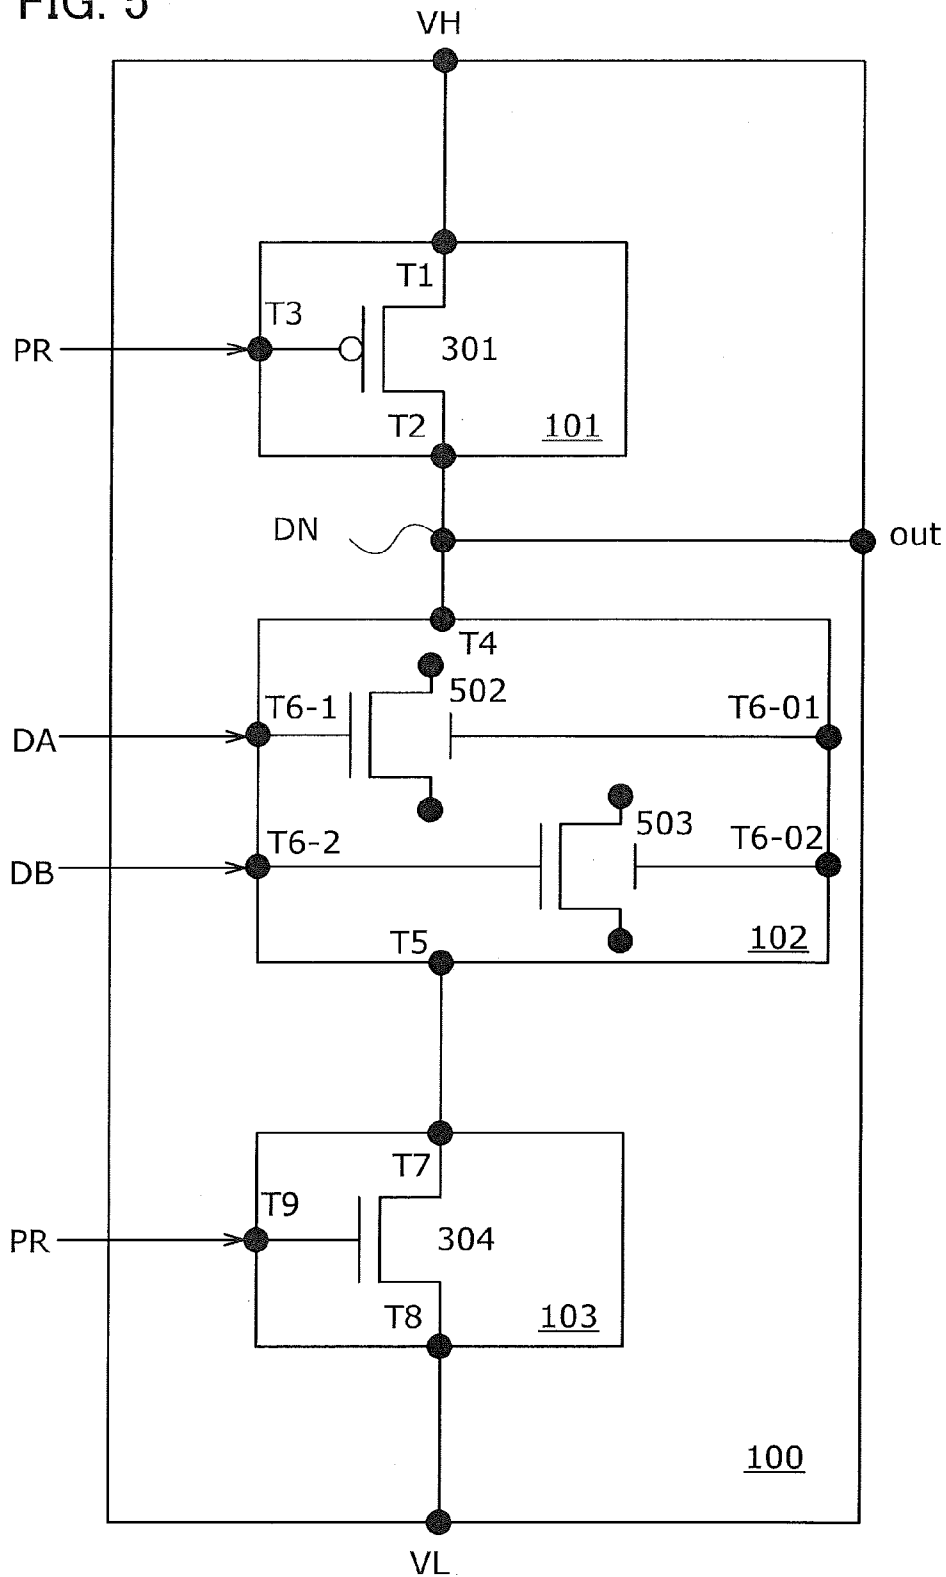 FIG. 5
VH
T1
T3
PR
301
T2
101
DN
out
T4
502
T6-1
T6-01
DA
503
T6-2
T6-02
DB
T5
102
T7
T9
PR
304
T8
103
100
VL